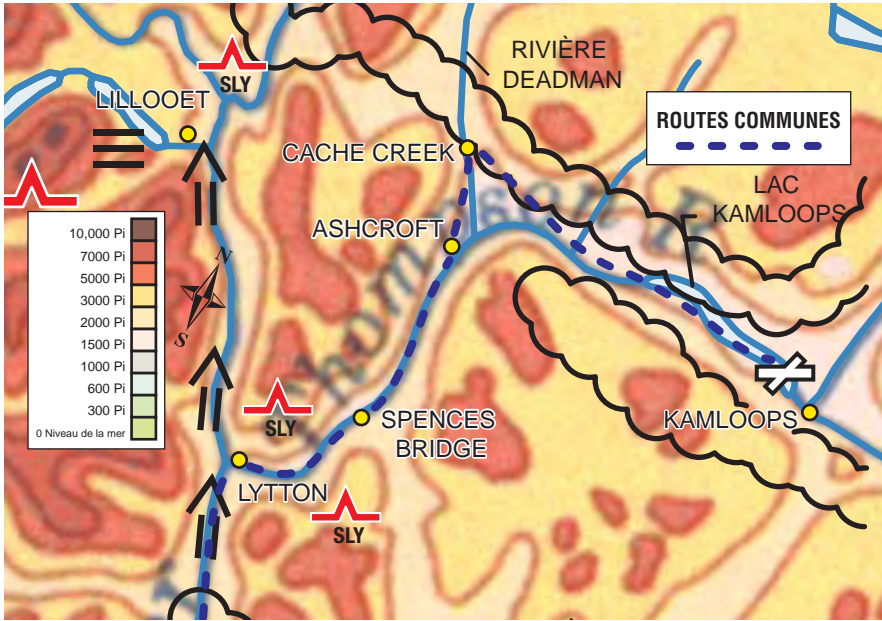 RIVIÈRE
DEADMAN
SLY
LILLOOET
ROUTES COMMUNES
CACHE CREEK
LAC
KAMLOOPS
ASHCROFT
Thompson R
10,000 Pi
7000 Pi
5000 Pi
3000 Pi
2000 Pi
1500 Pi
1000 Pi
600 Pi
300 Pi
0 Niveau de la mer
N
S
SLY
SPENCES
BRIDGE
KAMLOOPS
LYTTON
SLY